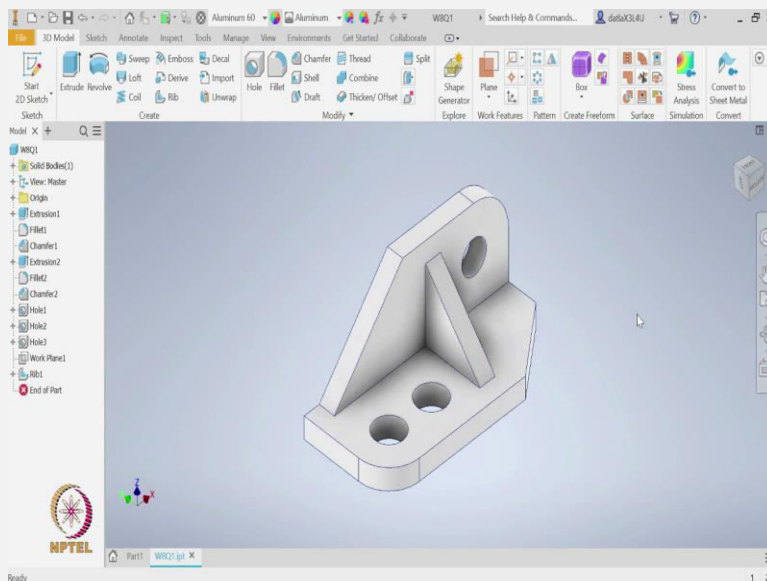 Aluminum 60 Aluminum W8Q1 Search Help & Commands... datlaX3L4U
File 3D Model Sketch Annotate Inspect Tools Manage View Environments Get Started Collaborate
Start 2D Sketch
Extrude Revolve
Sweep Emboss Decal
Loft Derive Import
Coil Rib Unwrap
Hole Fillet
Chamfer Thread Split
Shell Combine
Draft Thicken/ Offset
Shape Generator
Plane
Box
Stress Analysis
Convert to Sheet Metal
Sketch Create Modify Explore Work Features Pattern Create Freeform Surface Simulation Convert
Model X +
W8Q1
Solid Bodies(1)
View: Master
Origin
Extrusion1
Fillet1
Chamfer1
Extrusion2
Fillet2
Chamfer2
Hole1
Hole2
Hole3
Work Plane1
Rib1
End of Part
FRONT
Z
X
NPTEL
Part1 W8Q1.ipt X
Ready 1